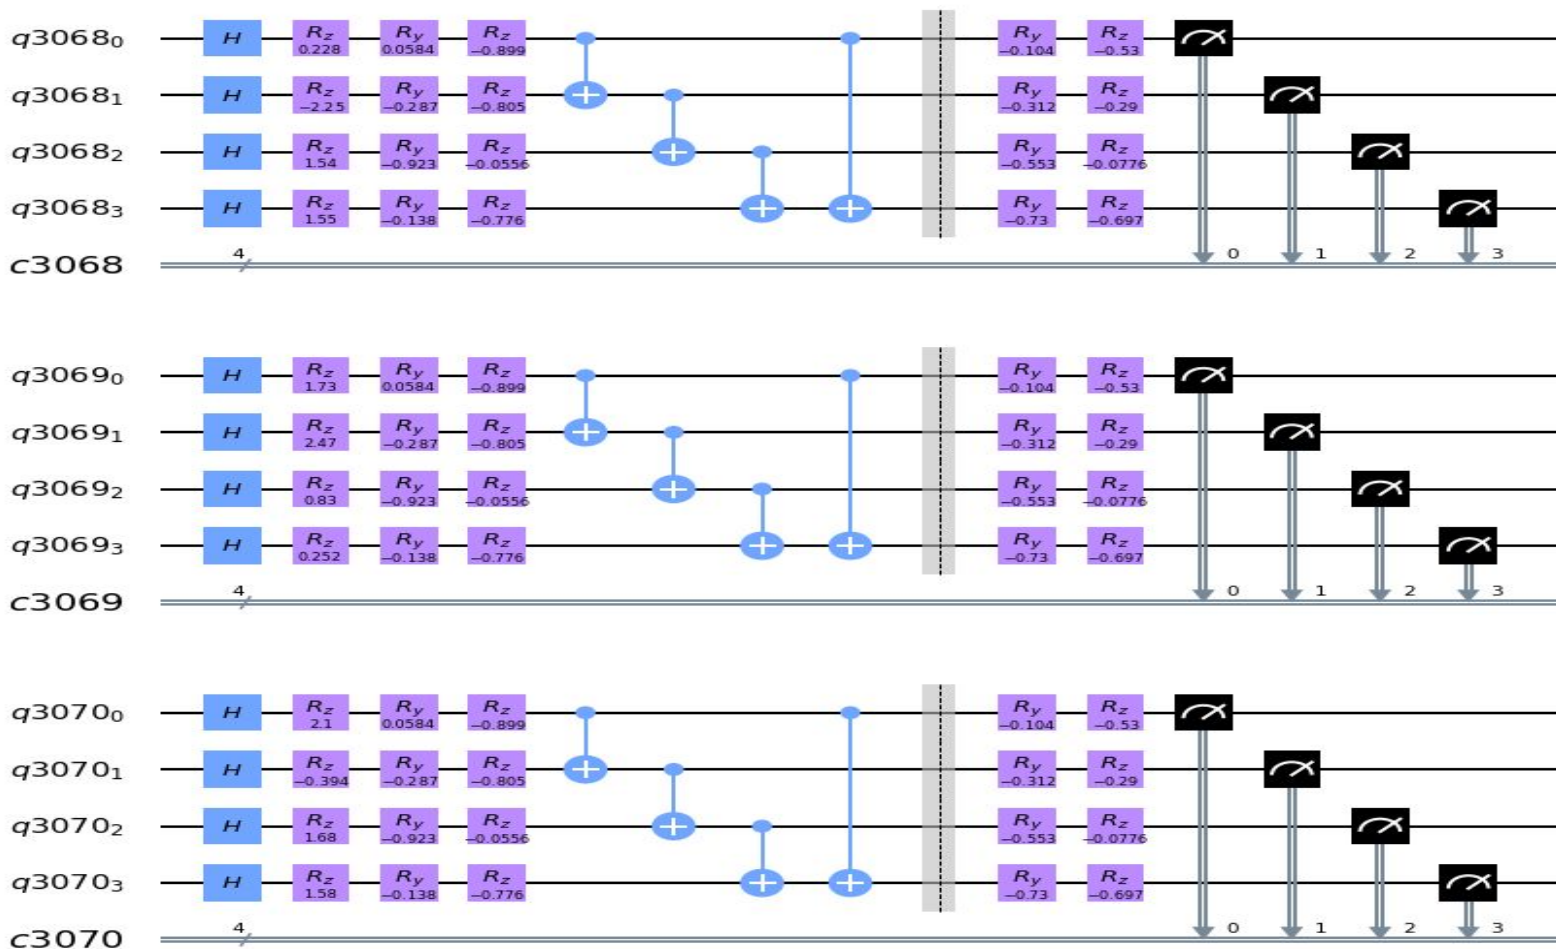 q3068₀ H Rz 0.228 Ry 0.0584 Rz −0.899 Ry −0.104 Rz −0.53
q3068₁ H Rz −2.25 Ry −0.287 Rz −0.805 Ry −0.312 Rz −0.29
q3068₂ H Rz 1.54 Ry −0.923 Rz −0.0556 Ry −0.553 Rz −0.0776
q3068₃ H Rz 1.55 Ry −0.138 Rz −0.776 Ry −0.73 Rz −0.697
c3068 4 0 1 2 3
q3069₀ H Rz 1.73 Ry 0.0584 Rz −0.899 Ry −0.104 Rz −0.53
q3069₁ H Rz 2.47 Ry −0.287 Rz −0.805 Ry −0.312 Rz −0.29
q3069₂ H Rz 0.83 Ry −0.923 Rz −0.0556 Ry −0.553 Rz −0.0776
q3069₃ H Rz 0.252 Ry −0.138 Rz −0.776 Ry −0.73 Rz −0.697
c3069 4 0 1 2 3
q3070₀ H Rz 2.1 Ry 0.0584 Rz −0.899 Ry −0.104 Rz −0.53
q3070₁ H Rz −0.394 Ry −0.287 Rz −0.805 Ry −0.312 Rz −0.29
q3070₂ H Rz 1.68 Ry −0.923 Rz −0.0556 Ry −0.553 Rz −0.0776
q3070₃ H Rz 1.58 Ry −0.138 Rz −0.776 Ry −0.73 Rz −0.697
c3070 4 0 1 2 3